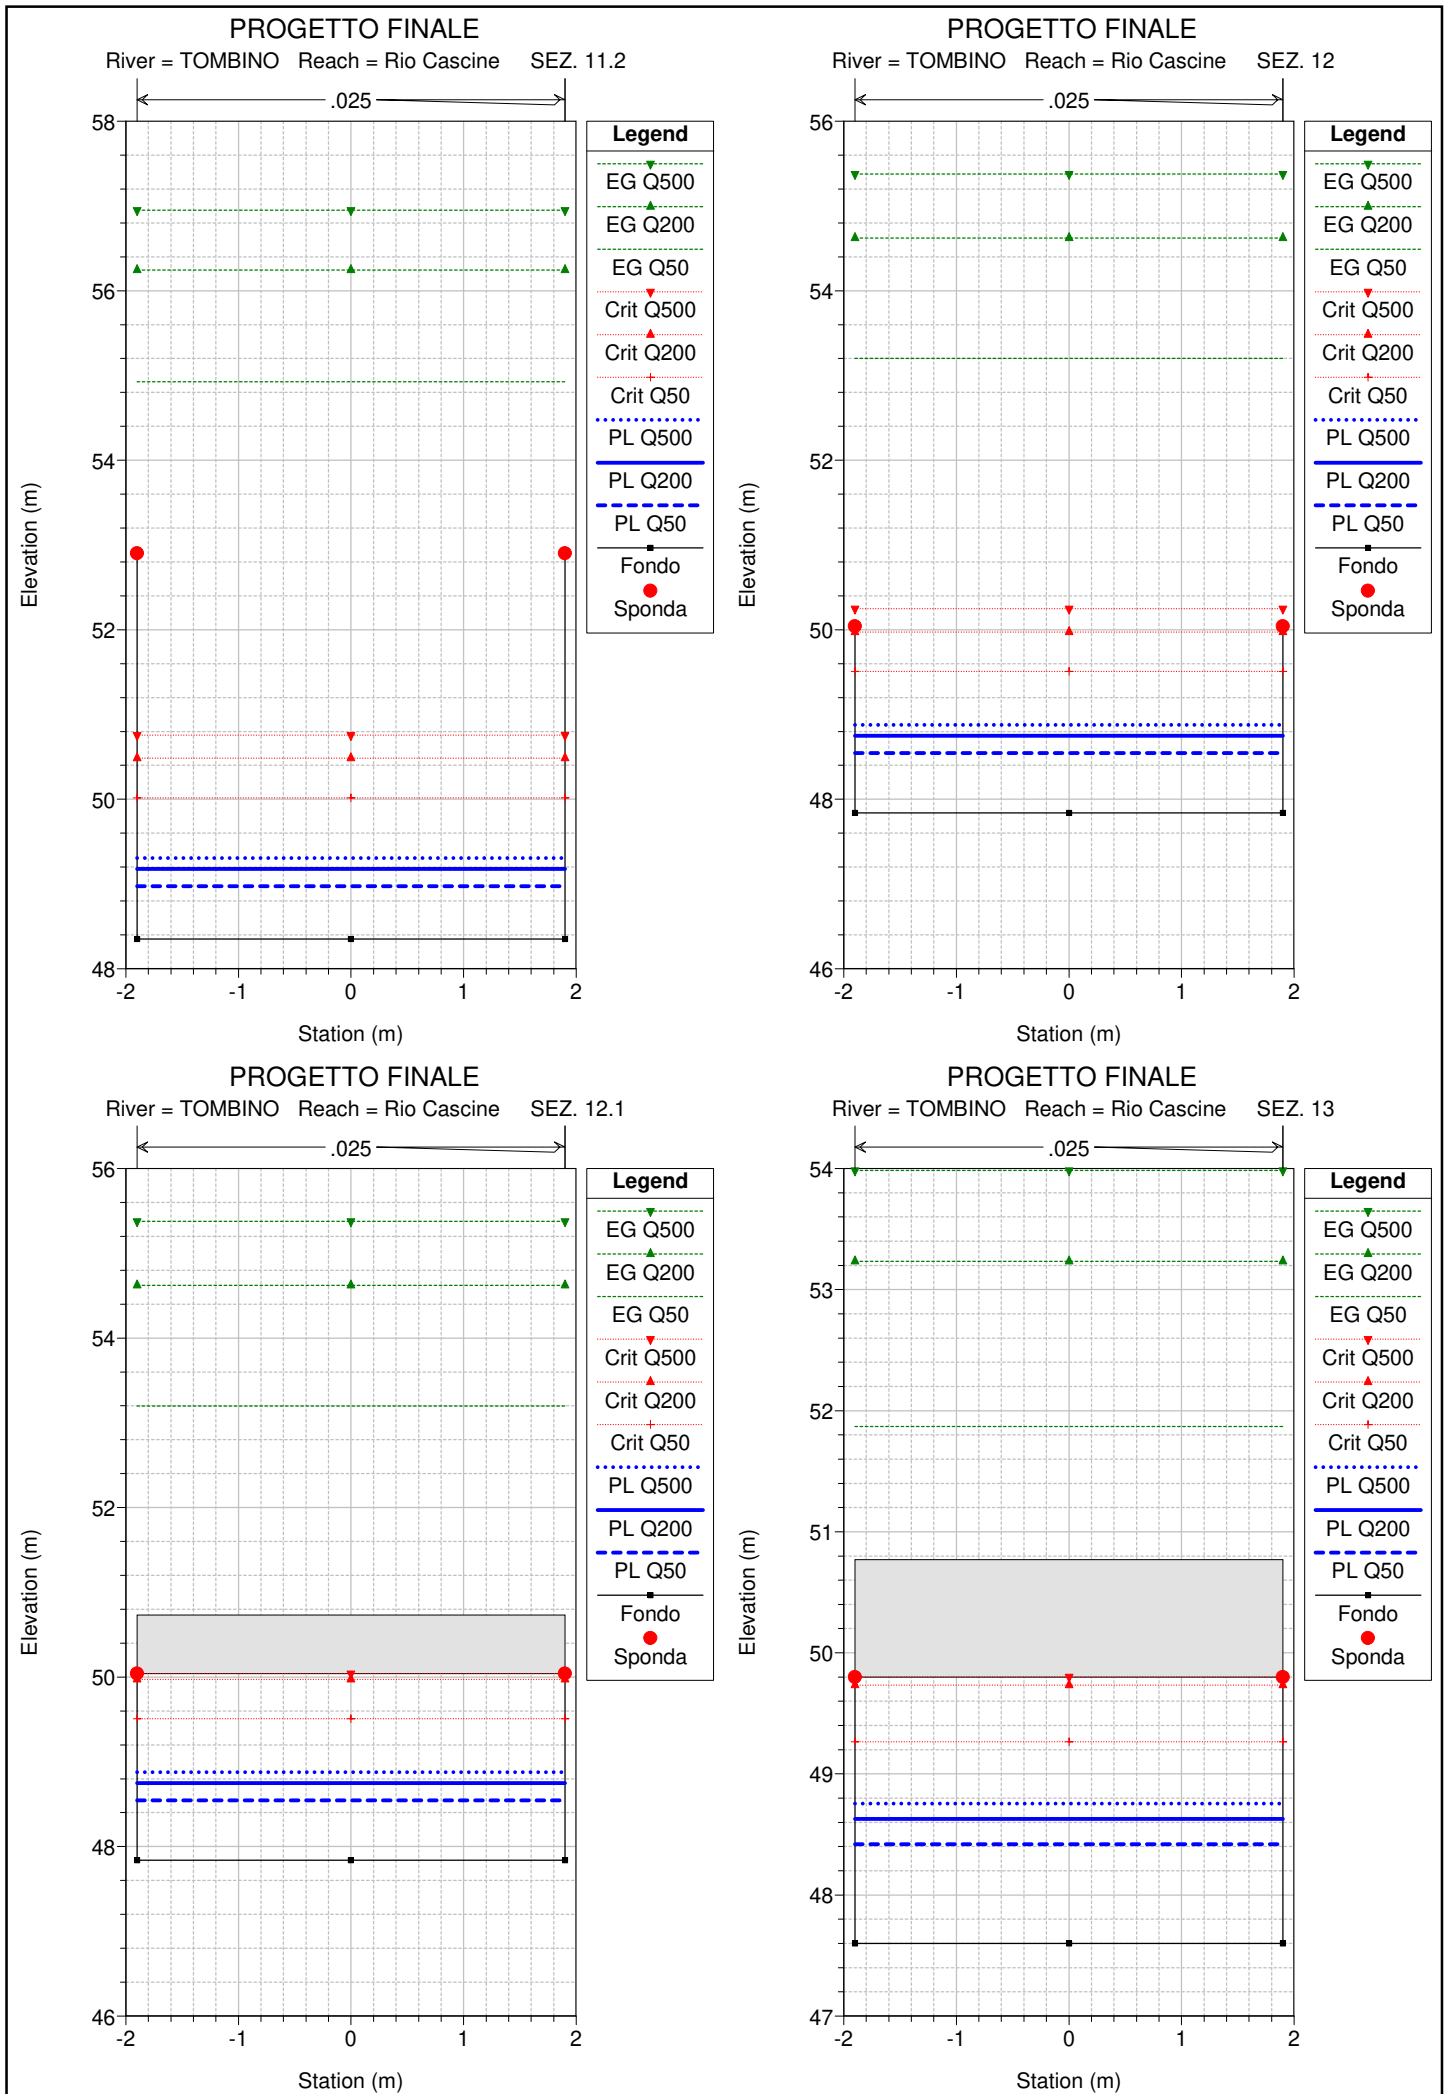 PROGETTO FINALE
River = TOMBINO Reach = Rio Cascine SEZ. 11.2
.025
58
56
54
52
50
48
-2
-1
0
1
2
Elevation (m)
Station (m)
Legend
EG Q500
EG Q200
EG Q50
Crit Q500
Crit Q200
Crit Q50
PL Q500
PL Q200
PL Q50
Fondo
Sponda
PROGETTO FINALE
River = TOMBINO Reach = Rio Cascine SEZ. 12
.025
56
54
52
50
48
46
-2
-1
0
1
2
Elevation (m)
Station (m)
Legend
EG Q500
EG Q200
EG Q50
Crit Q500
Crit Q200
Crit Q50
PL Q500
PL Q200
PL Q50
Fondo
Sponda
PROGETTO FINALE
River = TOMBINO Reach = Rio Cascine SEZ. 12.1
.025
56
54
52
50
48
46
-2
-1
0
1
2
Elevation (m)
Station (m)
Legend
EG Q500
EG Q200
EG Q50
Crit Q500
Crit Q200
Crit Q50
PL Q500
PL Q200
PL Q50
Fondo
Sponda
PROGETTO FINALE
River = TOMBINO Reach = Rio Cascine SEZ. 13
.025
54
53
52
51
50
49
48
47
-2
-1
0
1
2
Elevation (m)
Station (m)
Legend
EG Q500
EG Q200
EG Q50
Crit Q500
Crit Q200
Crit Q50
PL Q500
PL Q200
PL Q50
Fondo
Sponda